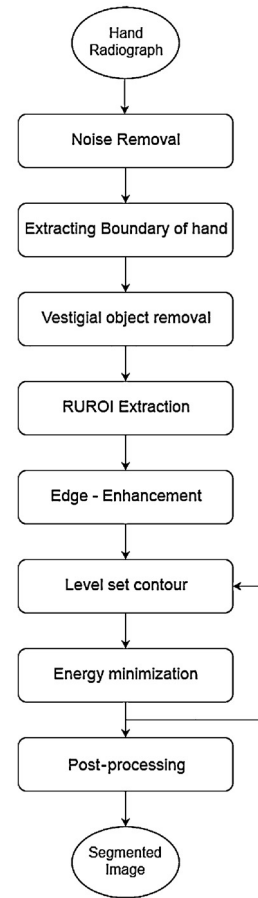 Hand
Radiograph
Noise Removal
Extracting Boundary of hand
Vestigial object removal
RUROI Extraction
Edge - Enhancement
Level set contour
Energy minimization
Post-processing
Segmented
Image